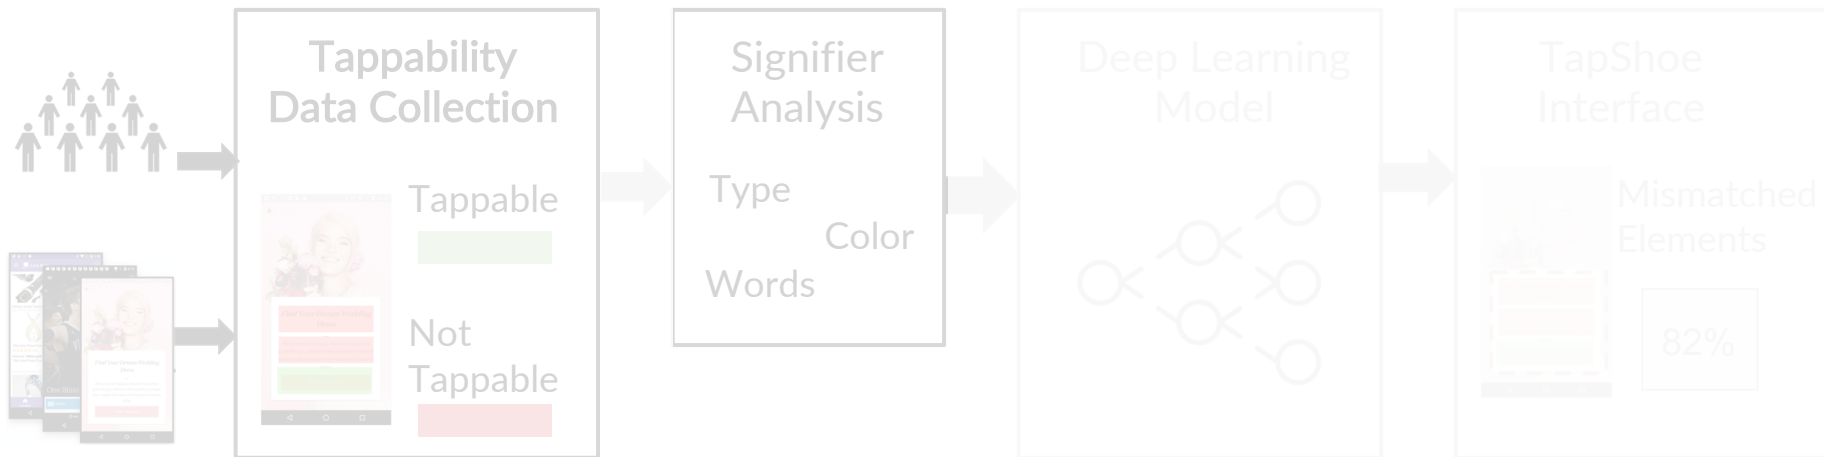 Tappability
Data Collection
Tappable
Not
Tappable
Signifier
Analysis
Type
Color
Words
Deep Learning
Model
TapShoe
Interface
Mismatched
Elements
82%